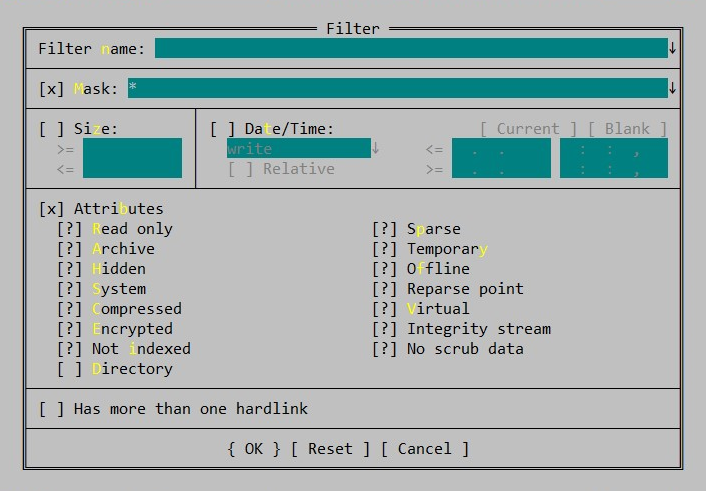 Filter
Filter name: ↓
[x] Mask: * ↓
[ ] Size: [ ] Date/Time: [ Current ] [ Blank ]
>= write ↓ <= . . : : ,
<= [ ] Relative >= . . : : ,
[x] Attributes
[?] Read only [?] Sparse
[?] Archive [?] Temporary
[?] Hidden [?] Offline
[?] System [?] Reparse point
[?] Compressed [?] Virtual
[?] Encrypted [?] Integrity stream
[?] Not indexed [?] No scrub data
[ ] Directory
[ ] Has more than one hardlink
{ OK } [ Reset ] [ Cancel ]